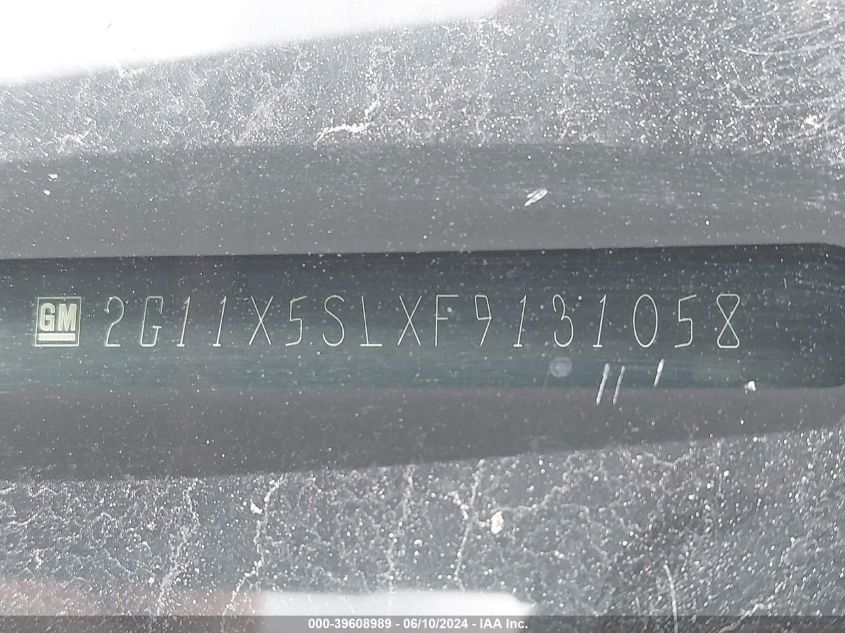 GM 2G11X5SLXF9131058
000-39608989 - 06/10/2024 - IAA Inc.